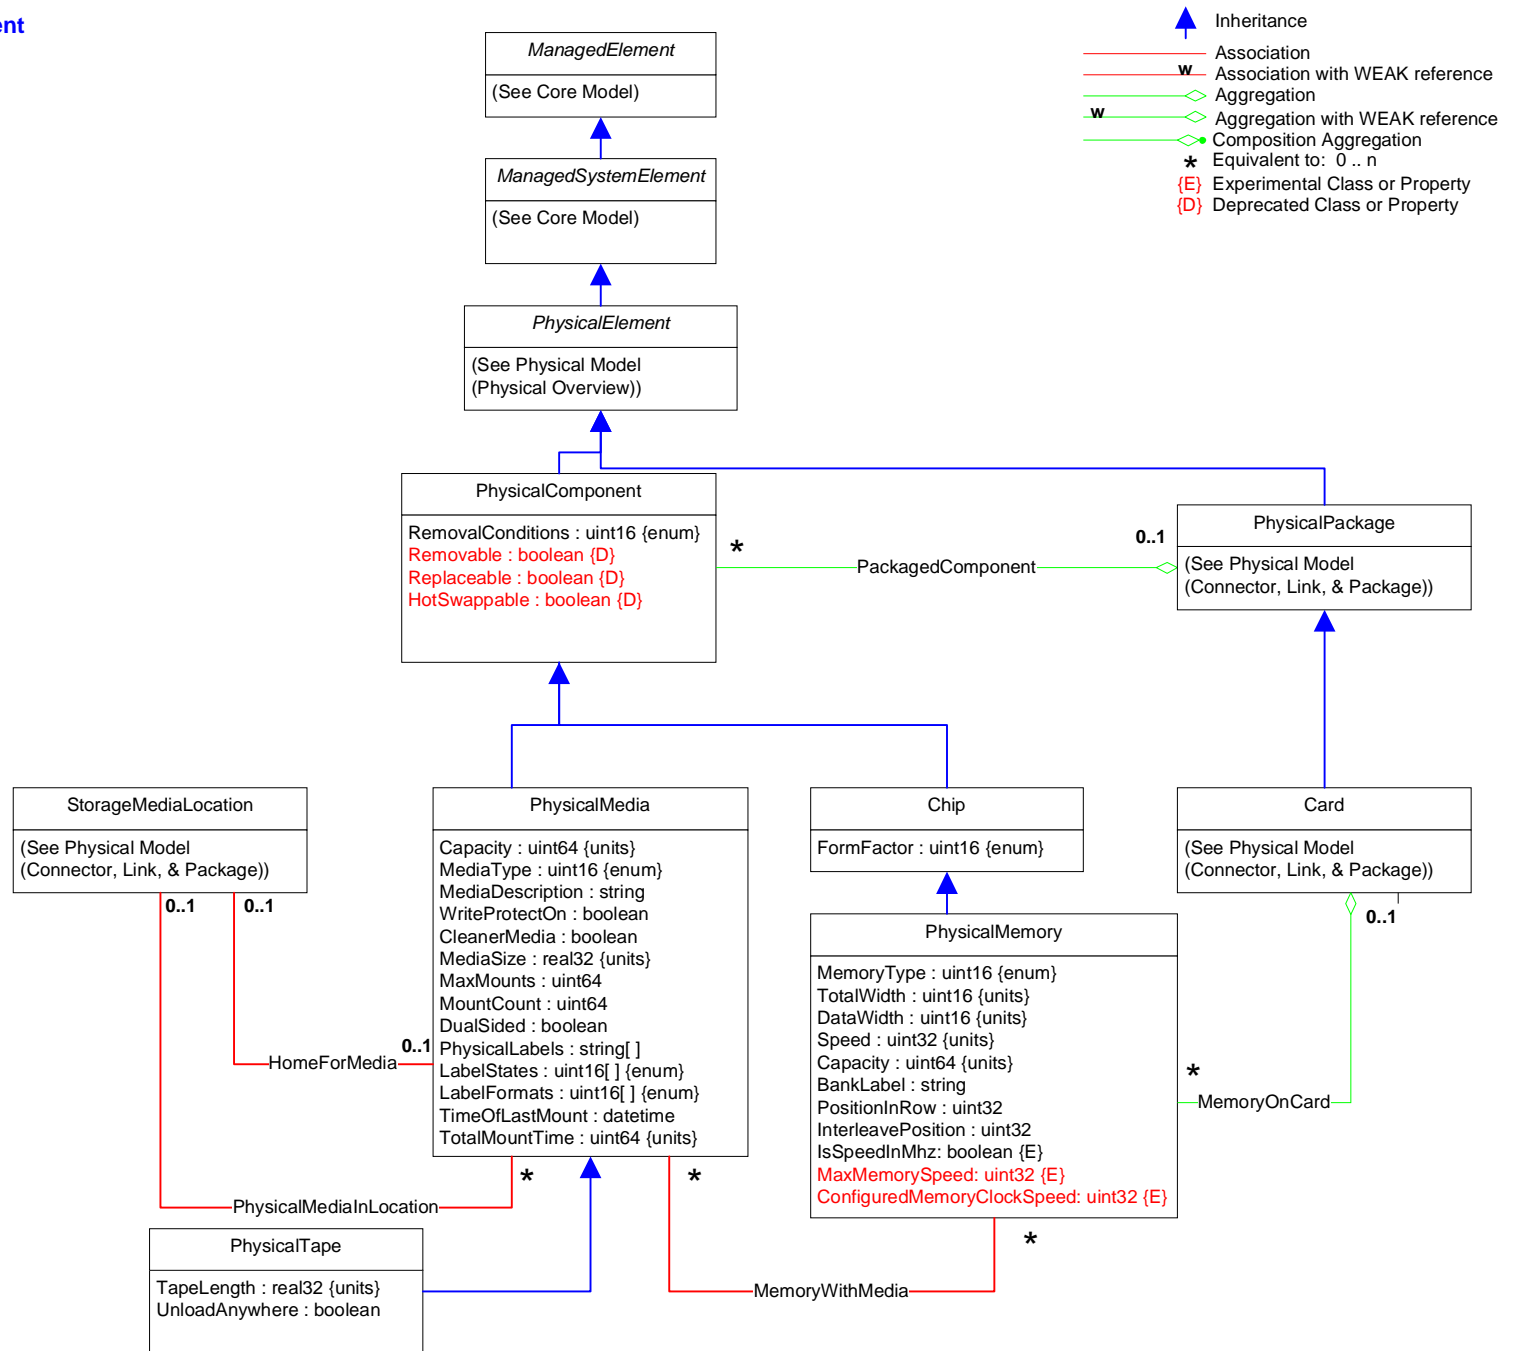 ent
Inheritance
Association
w
Association with WEAK reference
Aggregation
w
Aggregation with WEAK reference
Composition Aggregation
* Equivalent to: 0 .. n
{E} Experimental Class or Property
{D} Deprecated Class or Property
ManagedElement
(See Core Model)
ManagedSystemElement
(See Core Model)
PhysicalElement
(See Physical Model
(Physical Overview))
PhysicalComponent
RemovalConditions : uint16 {enum}
Removable : boolean {D}
Replaceable : boolean {D}
HotSwappable : boolean {D}
*
PackagedComponent
0..1
PhysicalPackage
(See Physical Model
(Connector, Link, & Package))
StorageMediaLocation
(See Physical Model
(Connector, Link, & Package))
0..1
0..1
HomeForMedia
0..1
PhysicalMedia
Capacity : uint64 {units}
MediaType : uint16 {enum}
MediaDescription : string
WriteProtectOn : boolean
CleanerMedia : boolean
MediaSize : real32 {units}
MaxMounts : uint64
MountCount : uint64
DualSided : boolean
PhysicalLabels : string[ ]
LabelStates : uint16[ ] {enum}
LabelFormats : uint16[ ] {enum}
TimeOfLastMount : datetime
TotalMountTime : uint64 {units}
*
*
PhysicalMediaInLocation
Chip
FormFactor : uint16 {enum}
PhysicalMemory
MemoryType : uint16 {enum}
TotalWidth : uint16 {units}
DataWidth : uint16 {units}
Speed : uint32 {units}
Capacity : uint64 {units}
BankLabel : string
PositionInRow : uint32
InterleavePosition : uint32
IsSpeedInMhz: boolean {E}
MaxMemorySpeed: uint32 {E}
ConfiguredMemoryClockSpeed: uint32 {E}
*
Card
(See Physical Model
(Connector, Link, & Package))
0..1
*
MemoryOnCard
PhysicalTape
TapeLength : real32 {units}
UnloadAnywhere : boolean
MemoryWithMedia